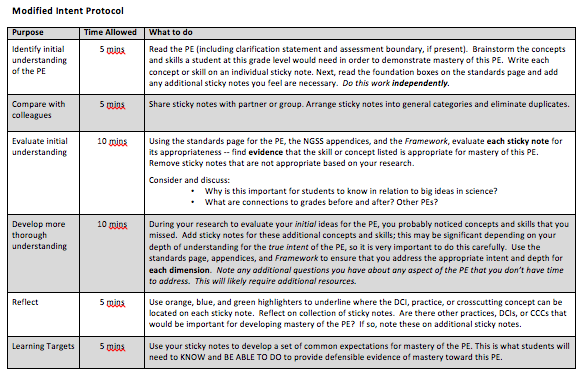 Modified Intent Protocol
Purpose
Time Allowed
What to do
Identify initial
understanding
of the PE
5 mins
Read the PE (including clarification statement and assessment boundary, if present). Brainstorm the concepts
and skills a student at this grade level would need in order to demonstrate mastery of this PE. Write each
concept or skill on an individual sticky note. Next, read the foundation boxes on the standards page and add
any additional sticky notes you feel are necessary. Do this work independently.
Compare with
colleagues
5 mins
Share sticky notes with partner or group. Arrange sticky notes into general categories and eliminate duplicates.
Evaluate initial
understanding
10 mins
Using the standards page for the PE, the NGSS appendices, and the Framework, evaluate each sticky note for
its appropriateness -- find evidence that the skill or concept listed is appropriate for mastery of this PE.
Remove sticky notes that are not appropriate based on your research.
Consider and discuss:
• Why is this important for students to know in relation to big ideas in science?
• What are connections to grades before and after? Other PEs?
Develop more
thorough
understanding
10 mins
During your research to evaluate your initial ideas for the PE, you probably noticed concepts and skills that you
missed. Add sticky notes for these additional concepts and skills; this may be significant depending on your
depth of understanding for the true intent of the PE, so it is very important to do this carefully. Use the
standards page, appendices, and Framework to ensure that you address the appropriate intent and depth for
each dimension. Note any additional questions you have about any aspect of the PE that you don't have time
to address. This will likely require additional resources.
Reflect
5 mins
Use orange, blue, and green highlighters to underline where the DCI, practice, or crosscutting concept can be
located on each sticky note. Reflect on collection of sticky notes. Are there other practices, DCIs, or CCCs that
would be important for developing mastery of the PE? If so, note these on additional sticky notes.
Learning Targets
5 mins
Use your sticky notes to develop a set of common expectations for mastery of the PE. This is what students will
need to KNOW and BE ABLE TO DO to provide defensible evidence of mastery toward this PE.